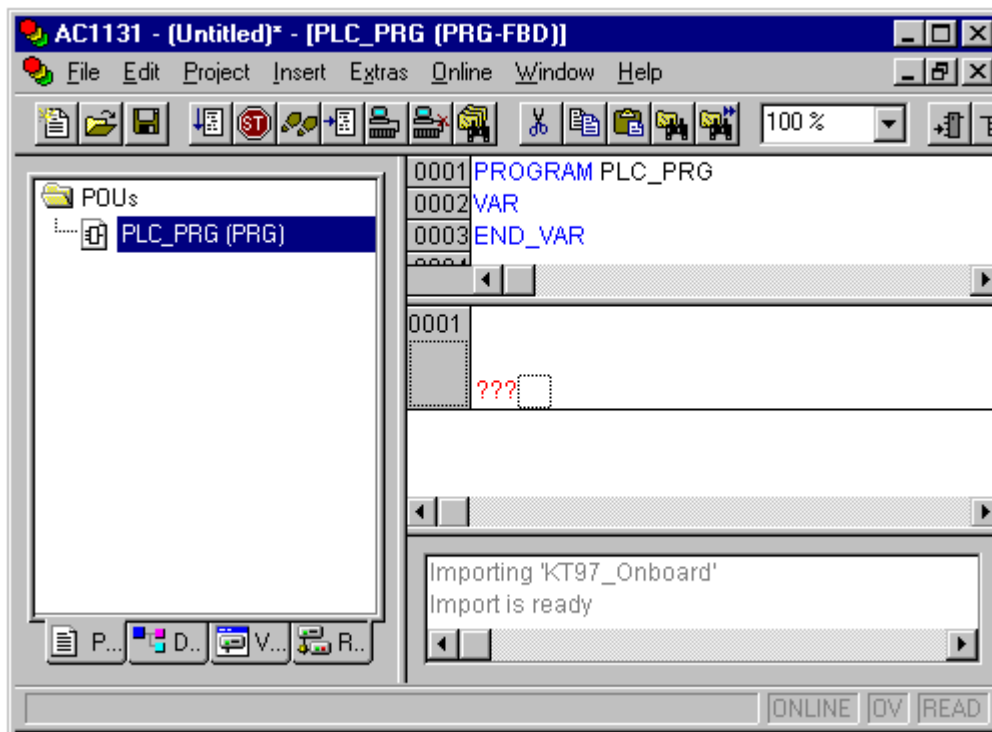 AC1131 - (Untitled)* - [PLC_PRG (PRG-FBD)]
File Edit Project Insert Extras Online Window Help
ST 100 %
POUs
PLC_PRG (PRG)
0001 PROGRAM PLC_PRG
0002 VAR
0003 END_VAR
0001
???
Importing 'KT97_Onboard'
Import is ready
P... D.. V... R..
ONLINE OV READ